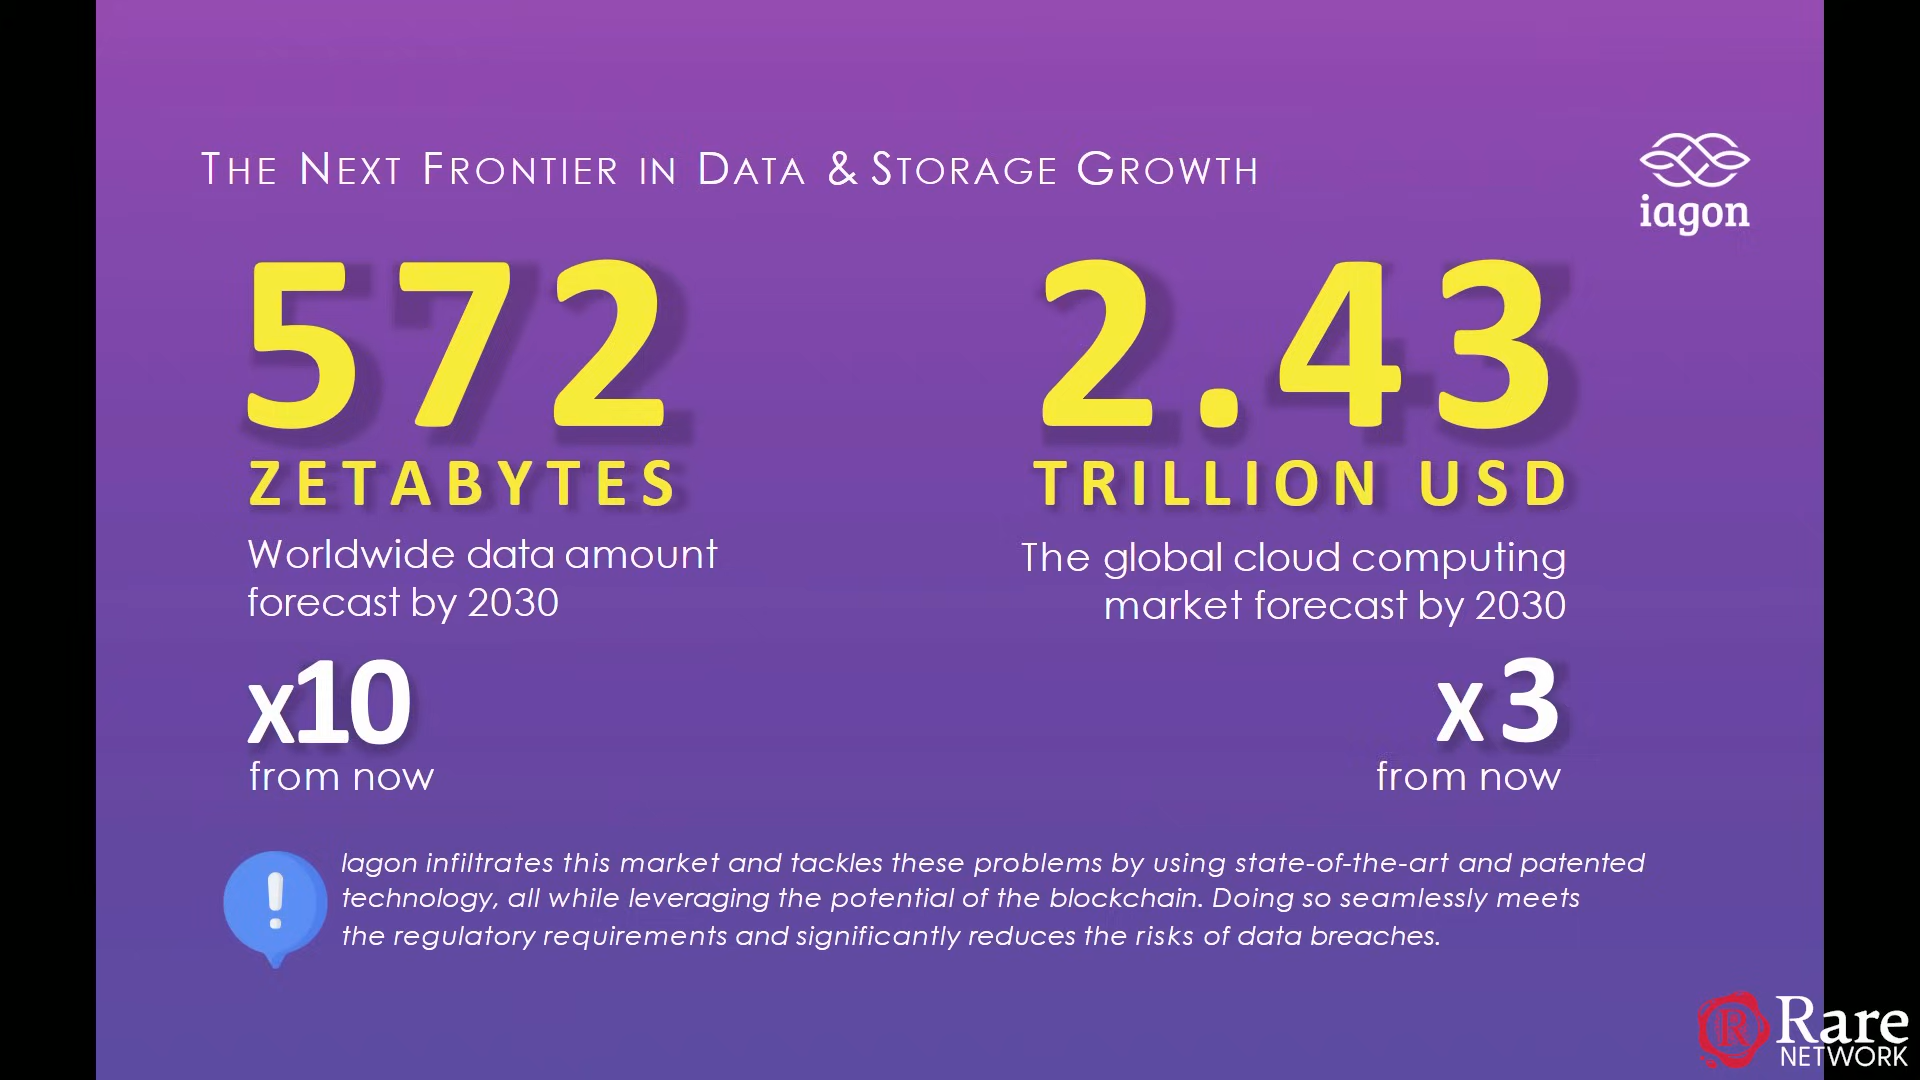 THE NEXT FRONTIER IN DATA & STORAGE GROWTH
iagon
572
ZETABYTES
Worldwide data amount
forecast by 2030
x10
from now
2.43
TRILLION USD
The global cloud computing
market forecast by 2030
x3
from now
Iagon infiltrates this market and tackles these problems by using state-of-the-art and patented
technology, all while leveraging the potential of the blockchain. Doing so seamlessly meets
the regulatory requirements and significantly reduces the risks of data breaches.
R
Rare
NETWORK